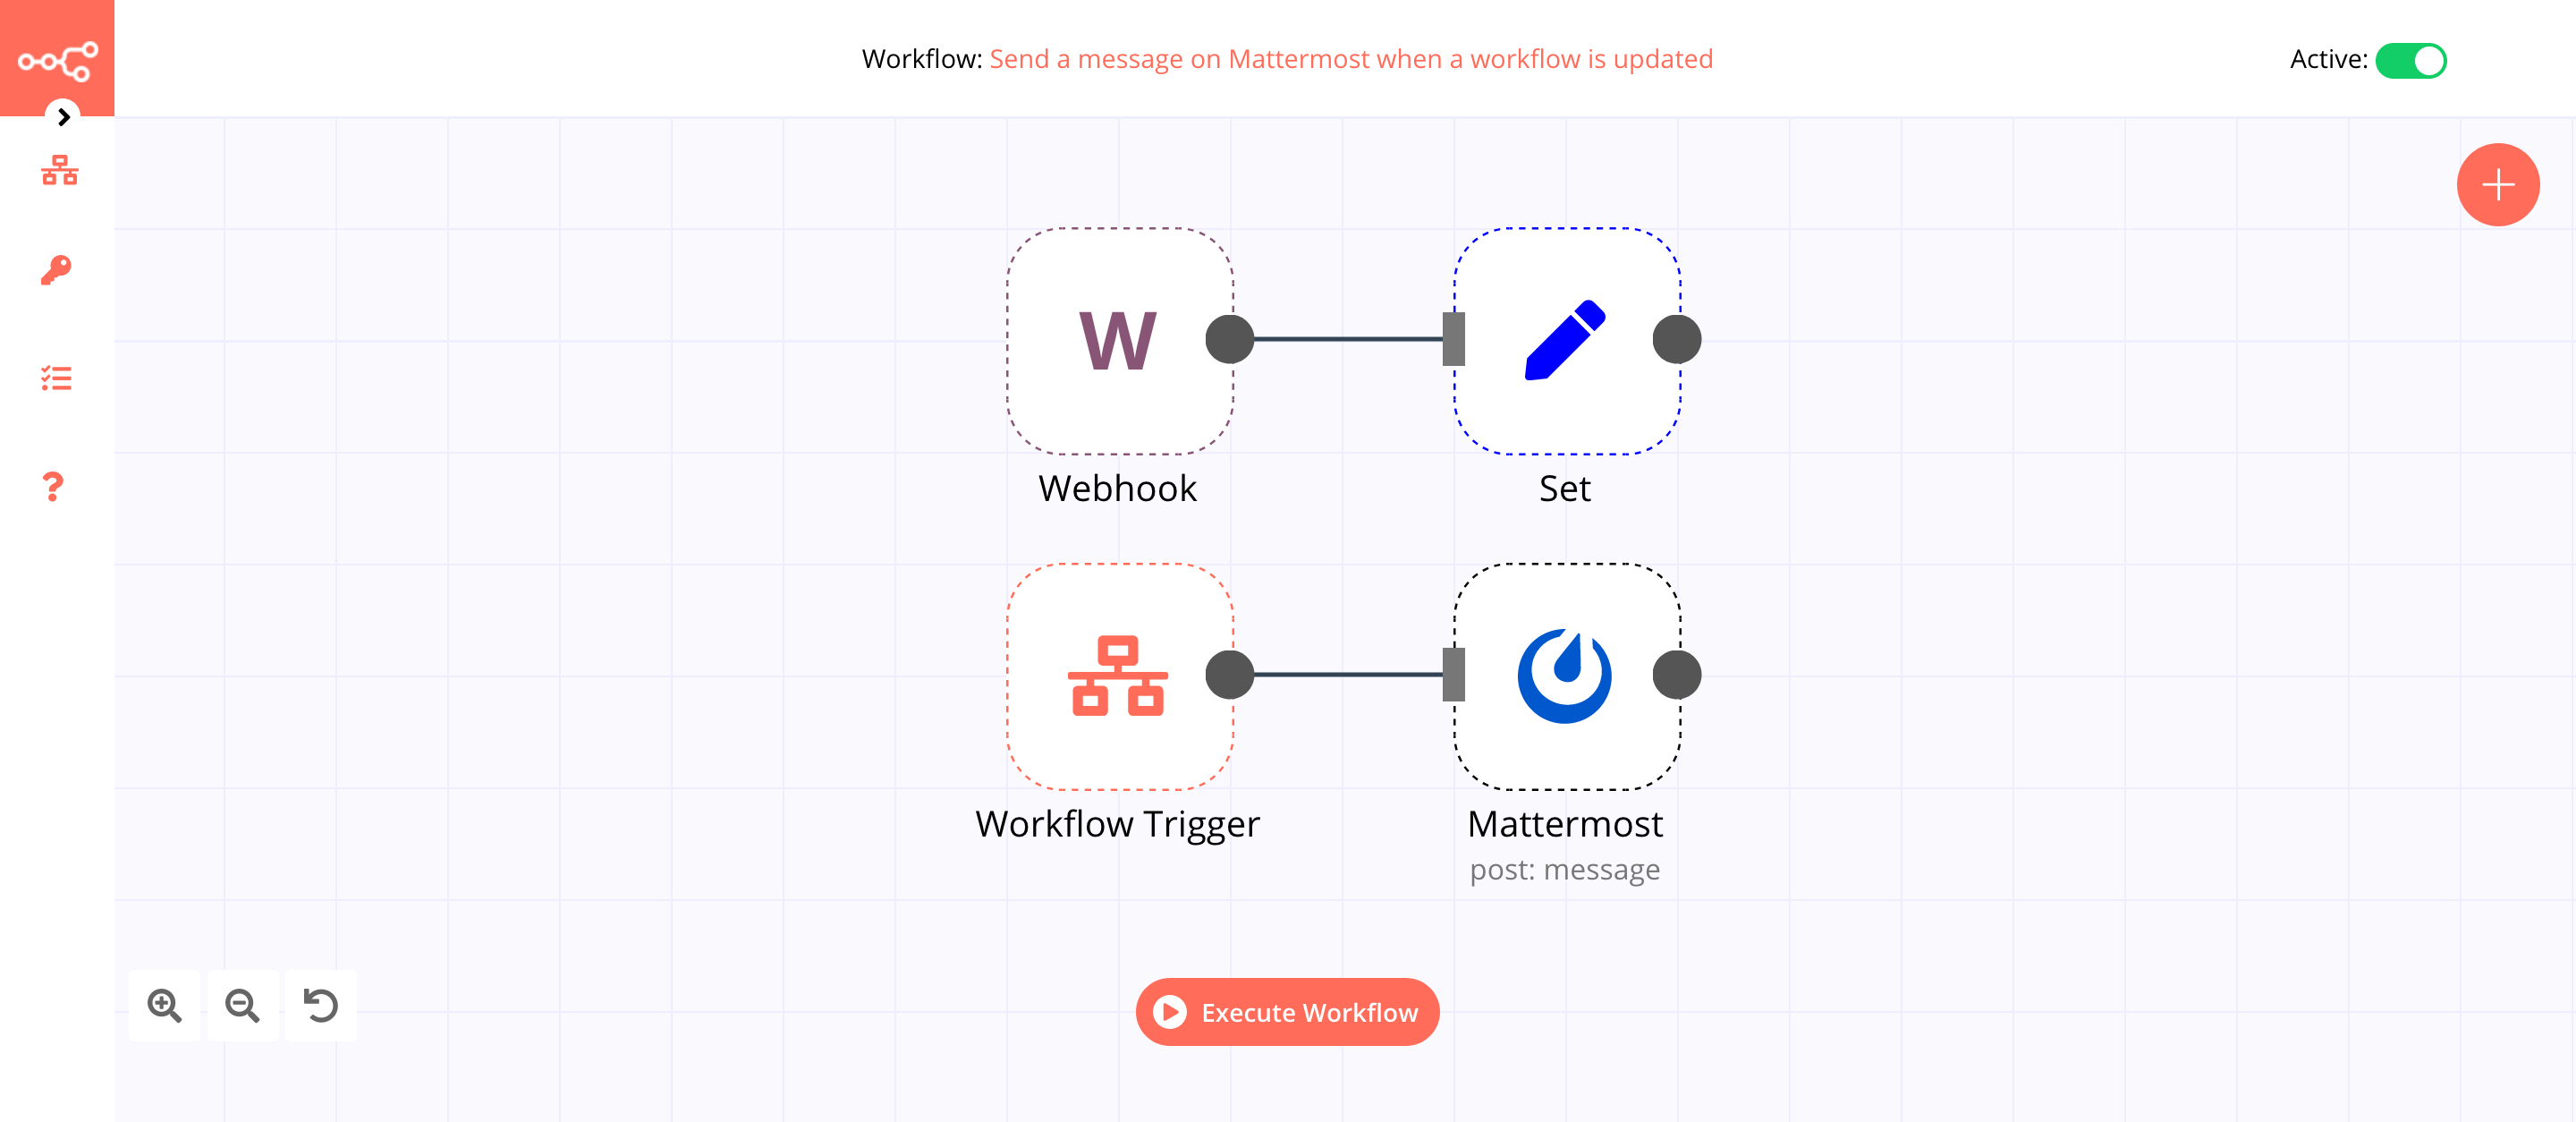 Workflow: Send a message on Mattermost when a workflow is updated
Active:
W
Webhook
Set
Workflow Trigger
Mattermost
post: message
Execute Workflow